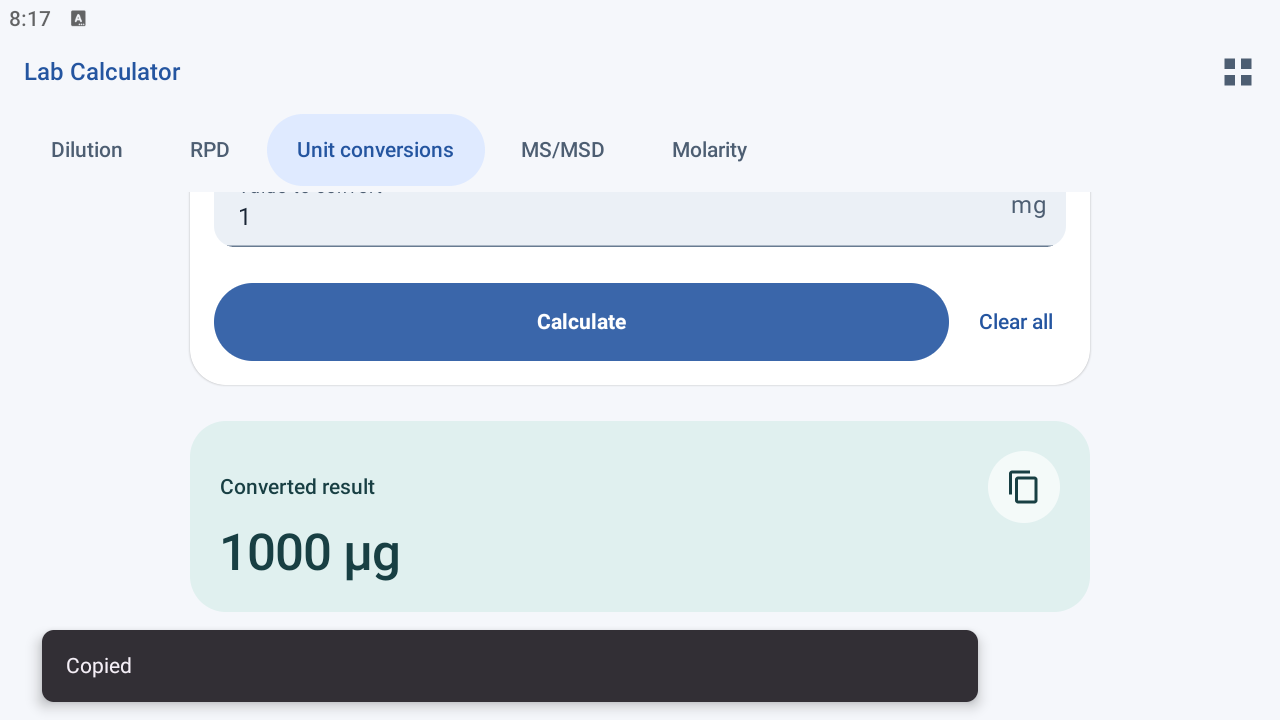 8:17
Lab Calculator
Dilution RPD Unit conversions MS/MSD Molarity
1 mg
Calculate Clear all
Converted result
1000 µg
Copied